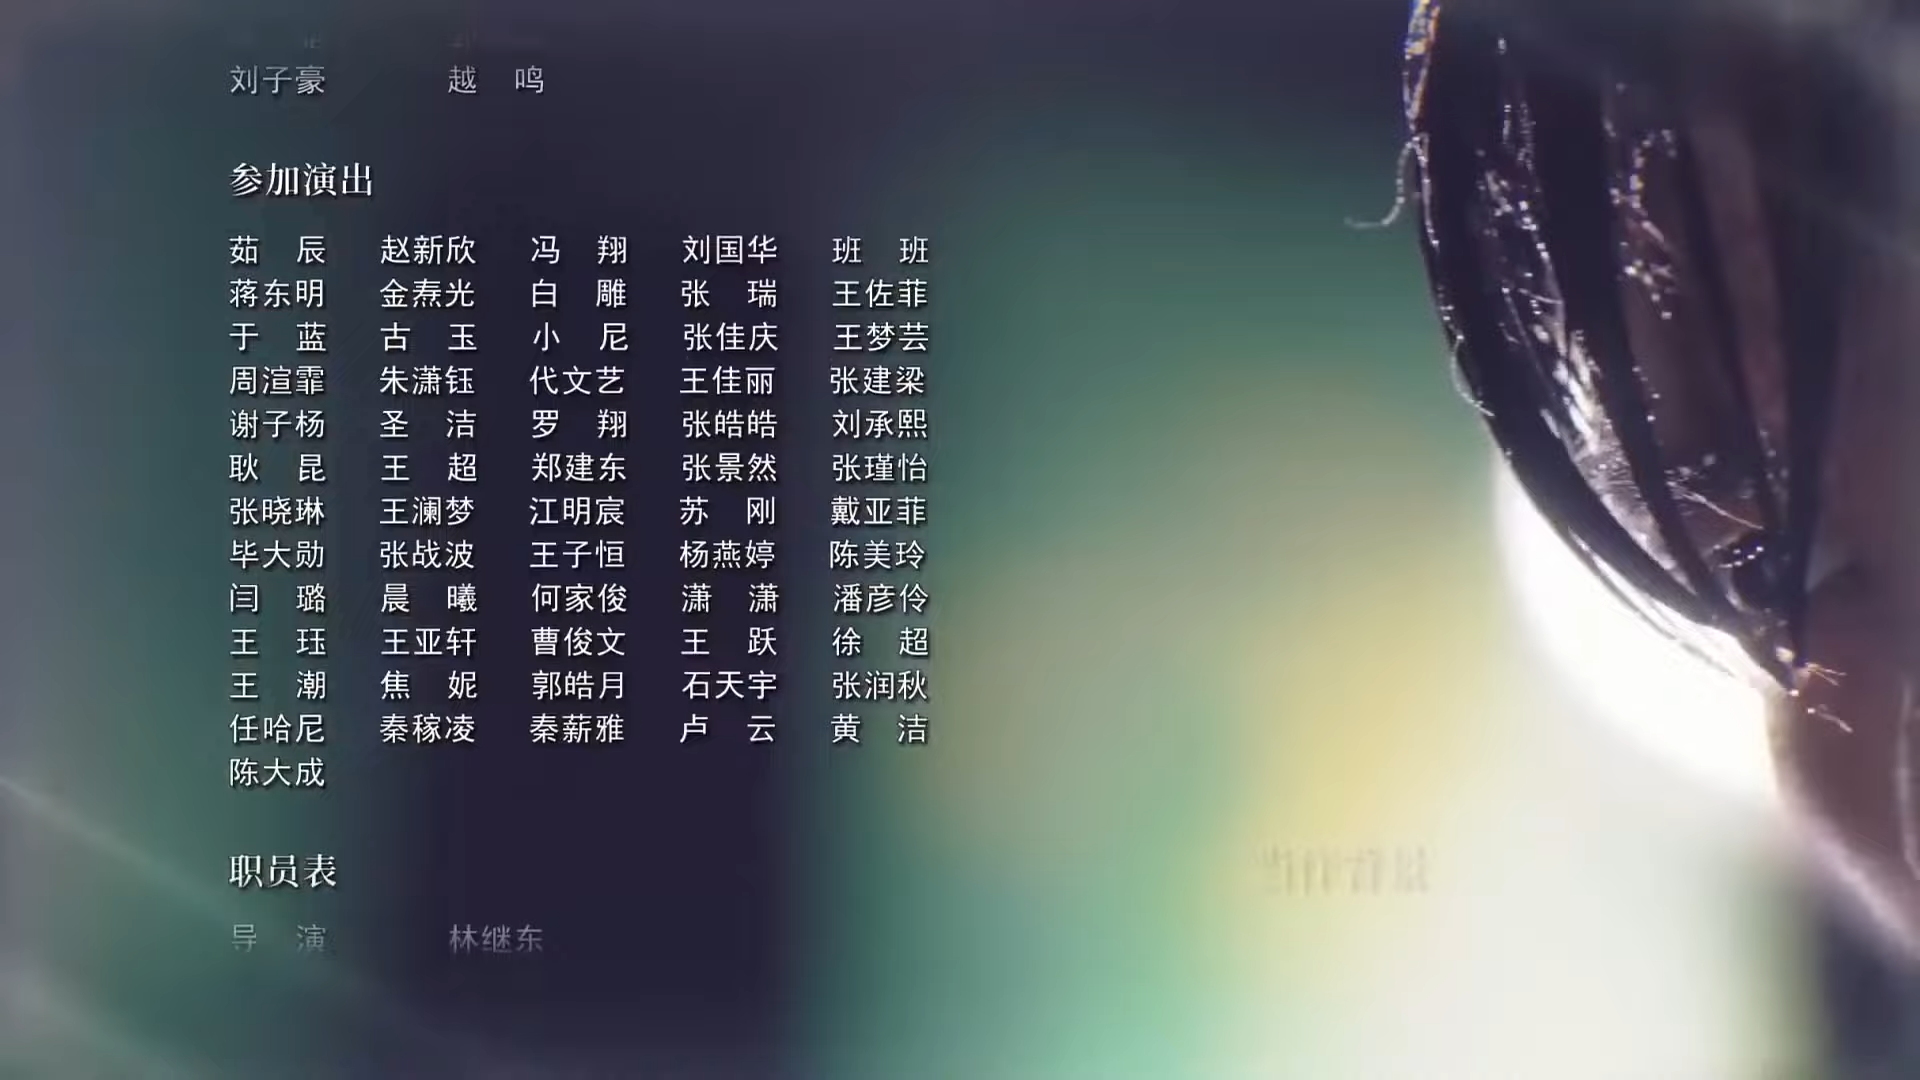 刘子豪 越 鸣
参加演出
茹 辰 赵新欣 冯 翔 刘国华 班 班
蒋东明 金焘光 白 雕 张 瑞 王佐菲
于 蓝 古 玉 小 尼 张佳庆 王梦芸
周渲霏 朱潇钰 代文艺 王佳丽 张建梁
谢子杨 圣 洁 罗 翔 张皓皓 刘承熙
耿 昆 王 超 郑建东 张景然 张瑾怡
张晓琳 王澜梦 江明宸 苏 刚 戴亚菲
毕大勋 张战波 王子恒 杨燕婷 陈美玲
闫 璐 晨 曦 何家俊 潇 潇 潘彦伶
王 珏 王亚轩 曹俊文 王 跃 徐 超
王 潮 焦 妮 郭皓月 石天宇 张润秋
任哈尼 秦稼凌 秦薪雅 卢 云 黄 洁
陈大成
职员表
导 演 林继东